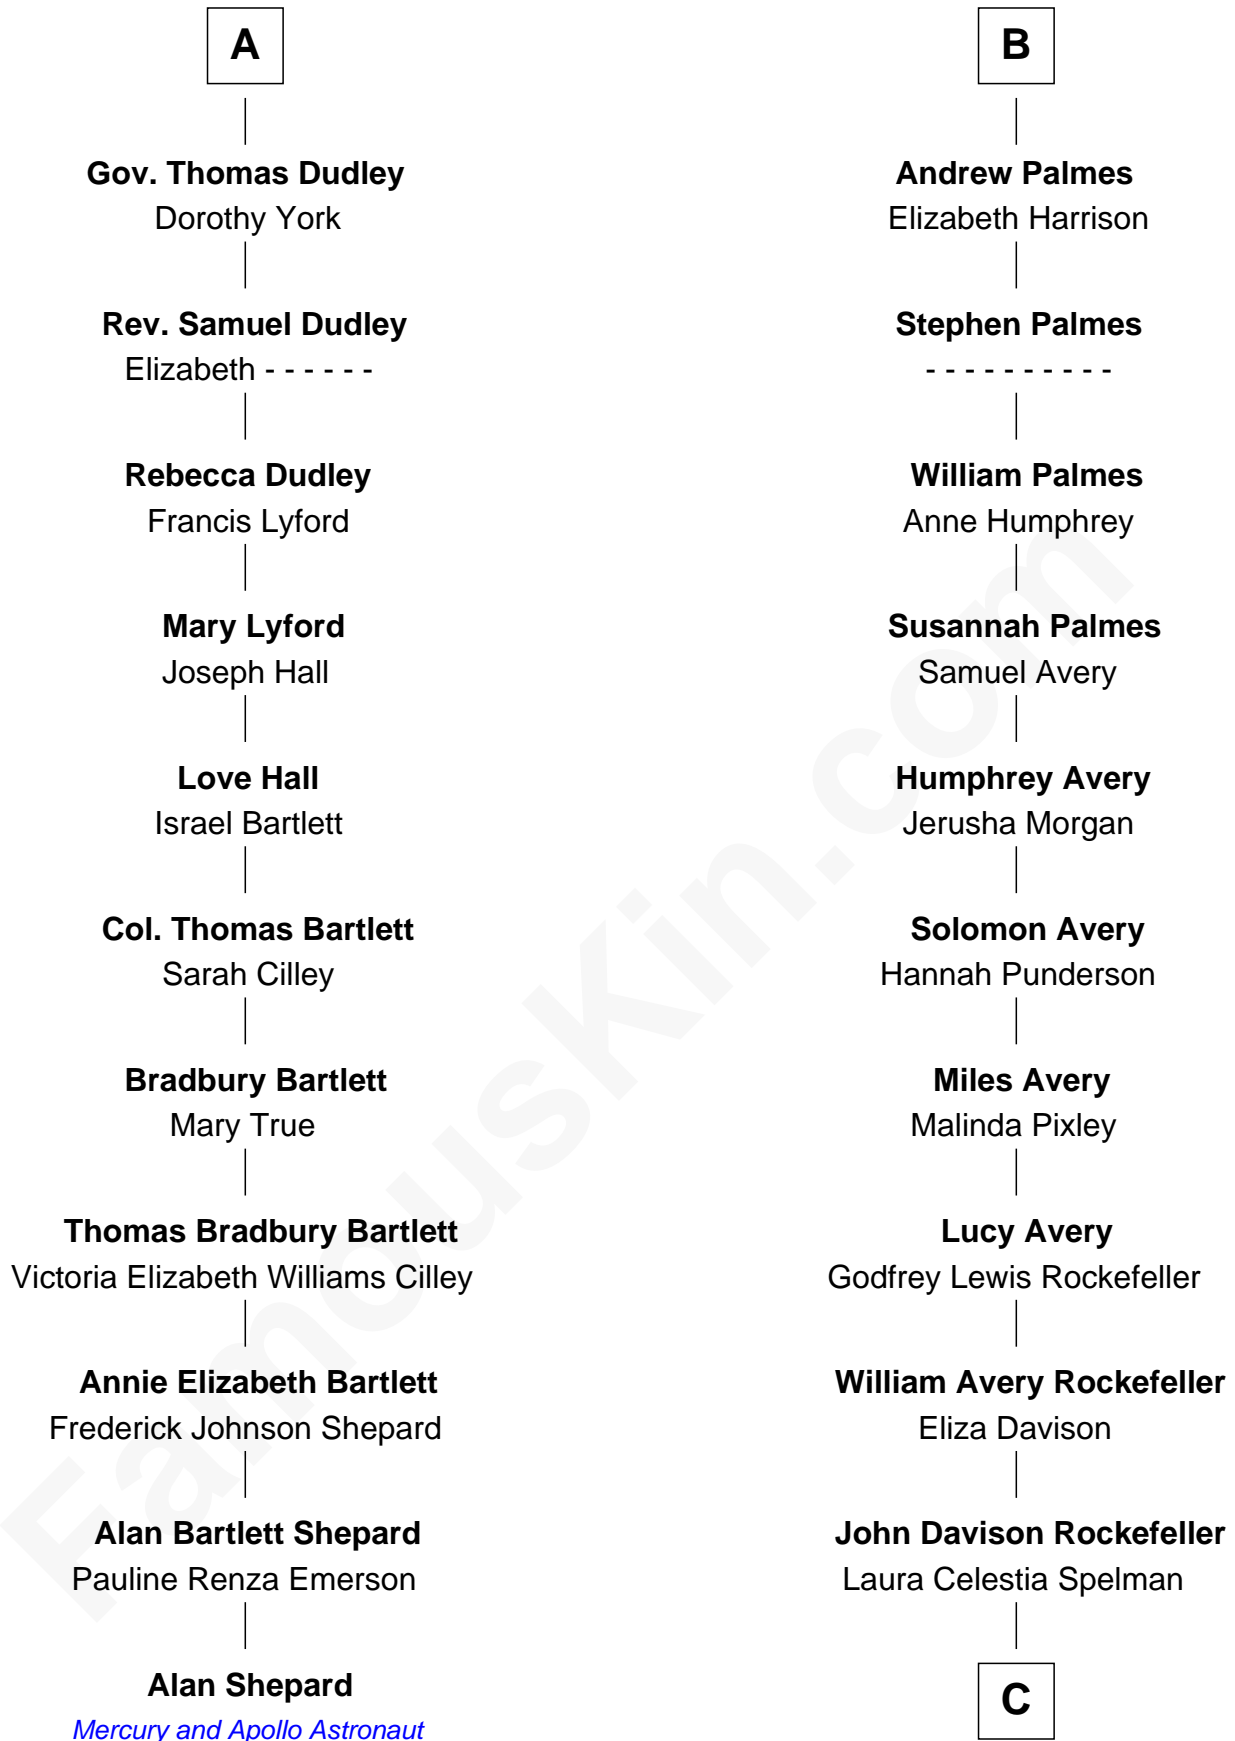 A
Gov. Thomas Dudley
Dorothy York
Rev. Samuel Dudley
Elizabeth - - - - - -
Rebecca Dudley
Francis Lyford
Mary Lyford
Joseph Hall
Love Hall
Israel Bartlett
Col. Thomas Bartlett
Sarah Cilley
Bradbury Bartlett
Mary True
Thomas Bradbury Bartlett
Victoria Elizabeth Williams Cilley
Annie Elizabeth Bartlett
Frederick Johnson Shepard
Alan Bartlett Shepard
Pauline Renza Emerson
Alan Shepard
Mercury and Apollo Astronaut
B
Andrew Palmes
Elizabeth Harrison
Stephen Palmes
- - - - - - - - - -
William Palmes
Anne Humphrey
Susannah Palmes
Samuel Avery
Humphrey Avery
Jerusha Morgan
Solomon Avery
Hannah Punderson
Miles Avery
Malinda Pixley
Lucy Avery
Godfrey Lewis Rockefeller
William Avery Rockefeller
Eliza Davison
John Davison Rockefeller
Laura Celestia Spelman
C
FamousKin.com